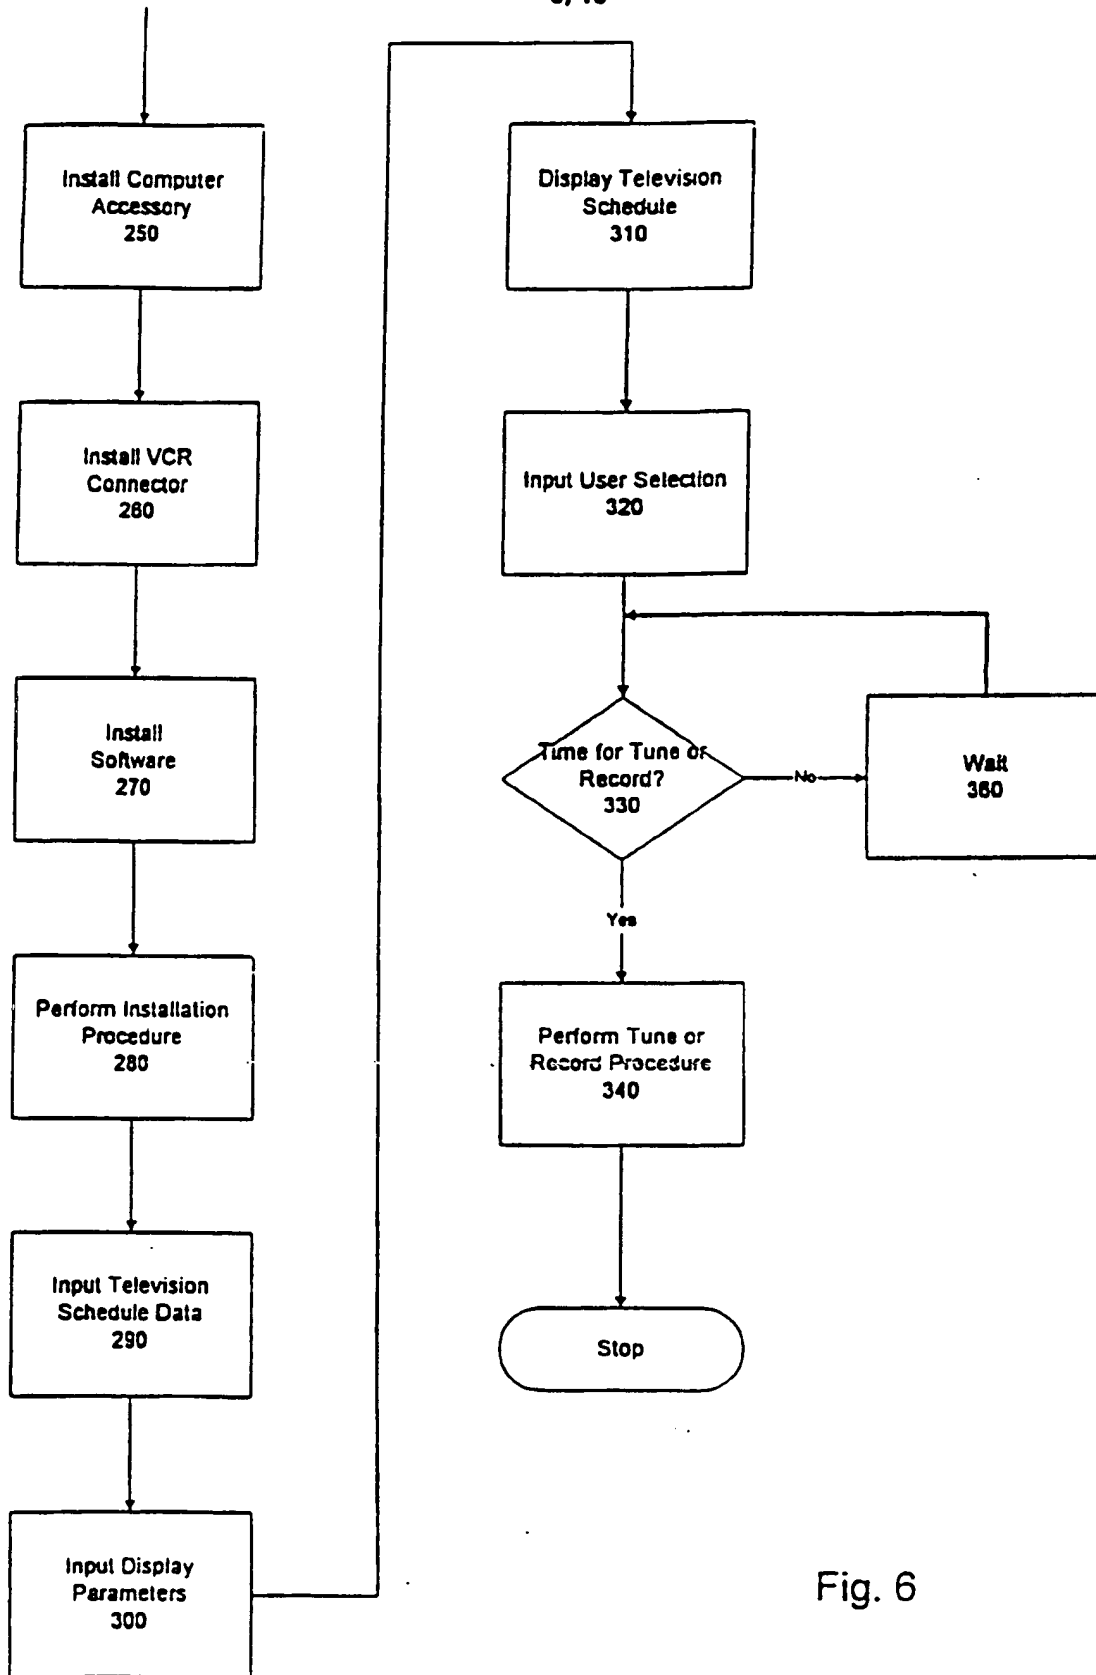 Install Computer
Accessory
250
Install VCR
Connector
260
Install
Software
270
Perform Installation
Procedure
280
Input Television
Schedule Data
290
Input Display
Parameters
300
Display Television
Schedule
310
Input User Selection
320
Time for Tune or
Record?
330
No
Wait
360
Yes
Perform Tune or
Record Procedure
340
Stop
Fig. 6